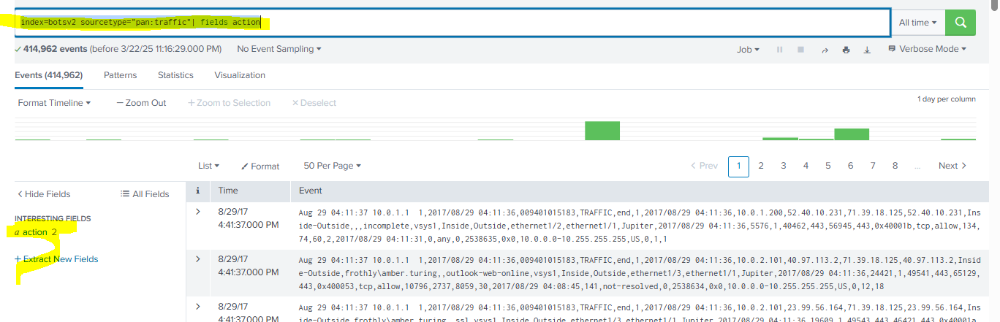 index=botsv2 sourcetype="pan:traffic"| fields action
All time
414,962 events (before 3/22/25 11:16:29.000 PM)
No Event Sampling
Job
Verbose Mode
Events (414,962)
Patterns
Statistics
Visualization
Format Timeline
— Zoom Out
+ Zoom to Selection
× Deselect
1 day per column
List
Format
50 Per Page
< Prev
1
2
3
4
5
6
7
8
...
Next >
< Hide Fields
All Fields
i
Time
Event
INTERESTING FIELDS
a action 2
+ Extract New Fields
8/29/17
4:41:37.000 PM
Aug 29 04:11:37 10.0.1.1 1,2017/08/29 04:11:36,009401015183,TRAFFIC,end,1,2017/08/29 04:11:36,10.0.1.200,52.40.10.231,71.39.18.125,52.40.10.231,Ins
ide-Outside,,,incomplete,vsys1,Inside,Outside,ethernet1/2,ethernet1/1,Jupiter,2017/08/29 04:11:36,5576,1,40462,443,56945,443,0x40001b,tcp,allow,134,
74,60,2,2017/08/29 04:11:31,0,any,0,2538635,0x0,10.0.0.0-10.255.255.255,US,0,1,1
8/29/17
4:41:37.000 PM
Aug 29 04:11:37 10.0.1.1 1,2017/08/29 04:11:36,009401015183,TRAFFIC,end,1,2017/08/29 04:11:36,10.0.2.101,40.97.113.2,71.39.18.125,40.97.113.2,Insid
e-Outside,frothly\amber.turing,,outlook-web-online,vsys1,Inside,Outside,ethernet1/3,ethernet1/1,Jupiter,2017/08/29 04:11:36,24421,1,49541,443,65129,
443,0x400053,tcp,allow,10796,2737,8059,30,2017/08/29 04:08:45,141,not-resolved,0,2538634,0x0,10.0.0.0-10.255.255.255,US,0,12,18
8/29/17
4:41:37.000 PM
Aug 29 04:11:37 10.0.1.1 1,2017/08/29 04:11:36,009401015183,TRAFFIC,end,1,2017/08/29 04:11:36,10.0.2.101,23.99.56.164,71.39.18.125,23.99.56.164,Ins
ide-Outside,frothly\amber.turing,,ssl,vsys1,Inside,Outside,ethernet1/3,ethernet1/1,Jupiter,2017/08/29 04:11:36,19609,1,49543,443,46421,443,0x40001a